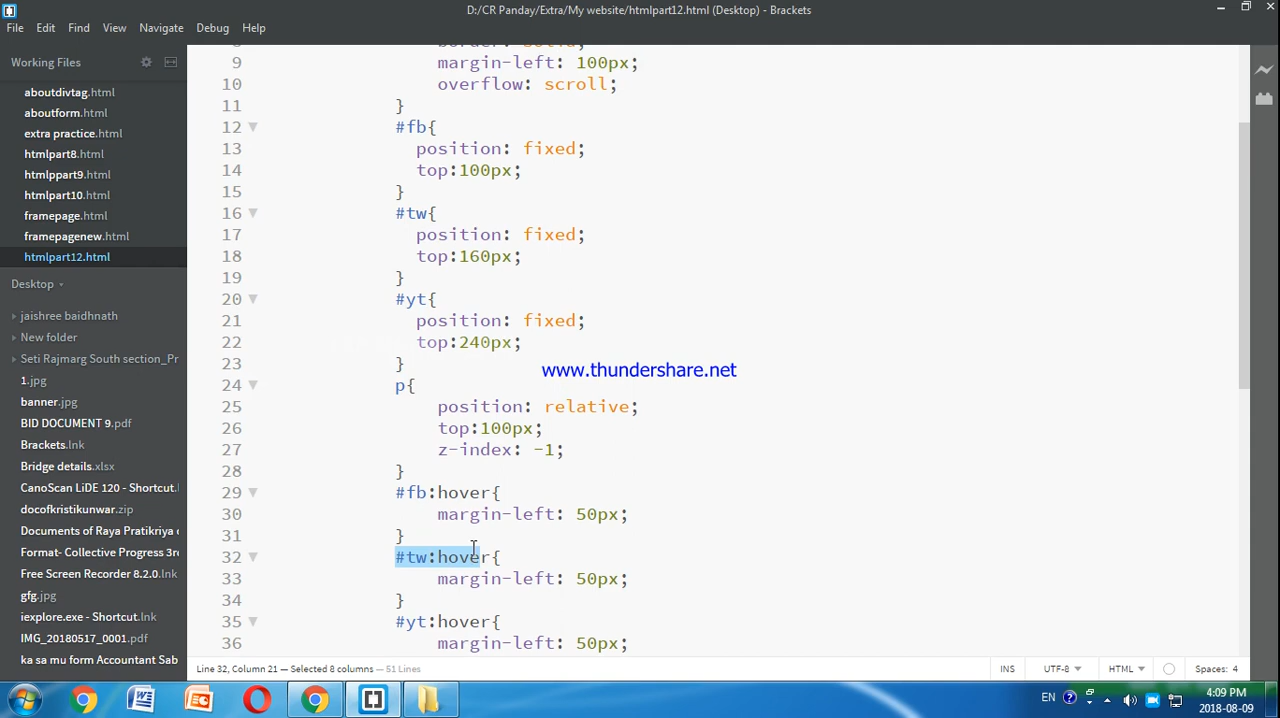 D:/CR Panday/Extra/My website/htmlpart12.html (Desktop) - Brackets
File Edit Find View Navigate Debug Help
Working Files
aboutdivtag.html
aboutform.html
extra practice.html
htmlpart8.html
htmlppart9.html
htmlpart10.html
framepage.html
framepagenew.html
htmlpart12.html
Desktop
jaishree baidhnath
New folder
Seti Rajmarg South section_Pr
1.jpg
banner.jpg
BID DOCUMENT 9.pdf
Brackets.lnk
Bridge details.xlsx
CanoScan LiDE 120 - Shortcut.l
docofkristikunwar.zip
Documents of Raya Pratikriya
Format- Collective Progress 3re
Free Screen Recorder 8.2.0.lnk
gfg.jpg
iexplore.exe - Shortcut.lnk
IMG_20180517_0001.pdf
ka sa mu form Accountant Sab
8 border: solid;
9 margin-left: 100px;
10 overflow: scroll;
11 }
12 #fb{
13 position: fixed;
14 top:100px;
15 }
16 #tw{
17 position: fixed;
18 top:160px;
19 }
20 #yt{
21 position: fixed;
22 top:240px;
23 }
www.thundershare.net
24 p{
25 position: relative;
26 top:100px;
27 z-index: -1;
28 }
29 #fb:hover{
30 margin-left: 50px;
31 }
32 #tw:hover{
33 margin-left: 50px;
34 }
35 #yt:hover{
36 margin-left: 50px;
Line 32, Column 21 — Selected 8 columns — 51 Lines
INS UTF-8 HTML Spaces: 4
EN 4:09 PM
2018-08-09